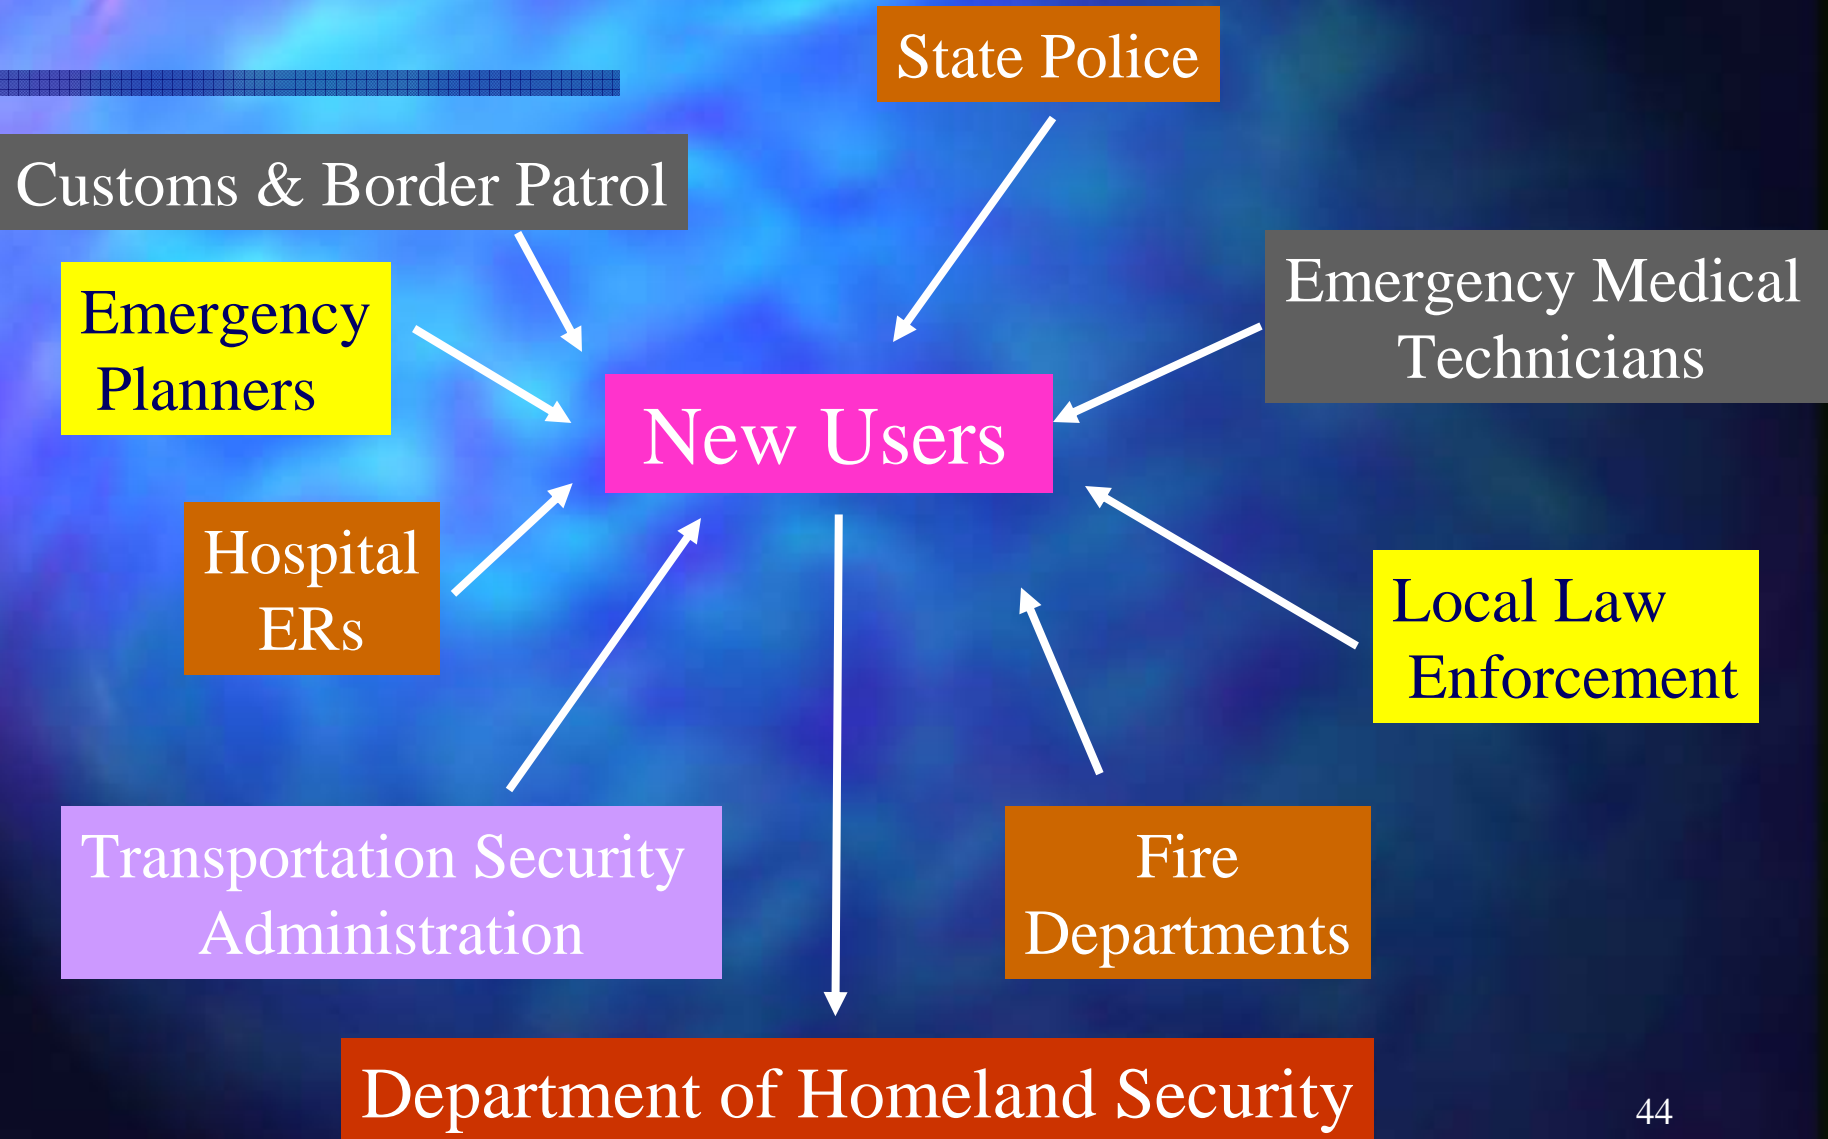 State Police
Customs & Border Patrol
Emergency
Planners
Emergency Medical
Technicians
New Users
Hospital
ERs
Local Law
Enforcement
Transportation Security
Administration
Fire
Departments
Department of Homeland Security
44